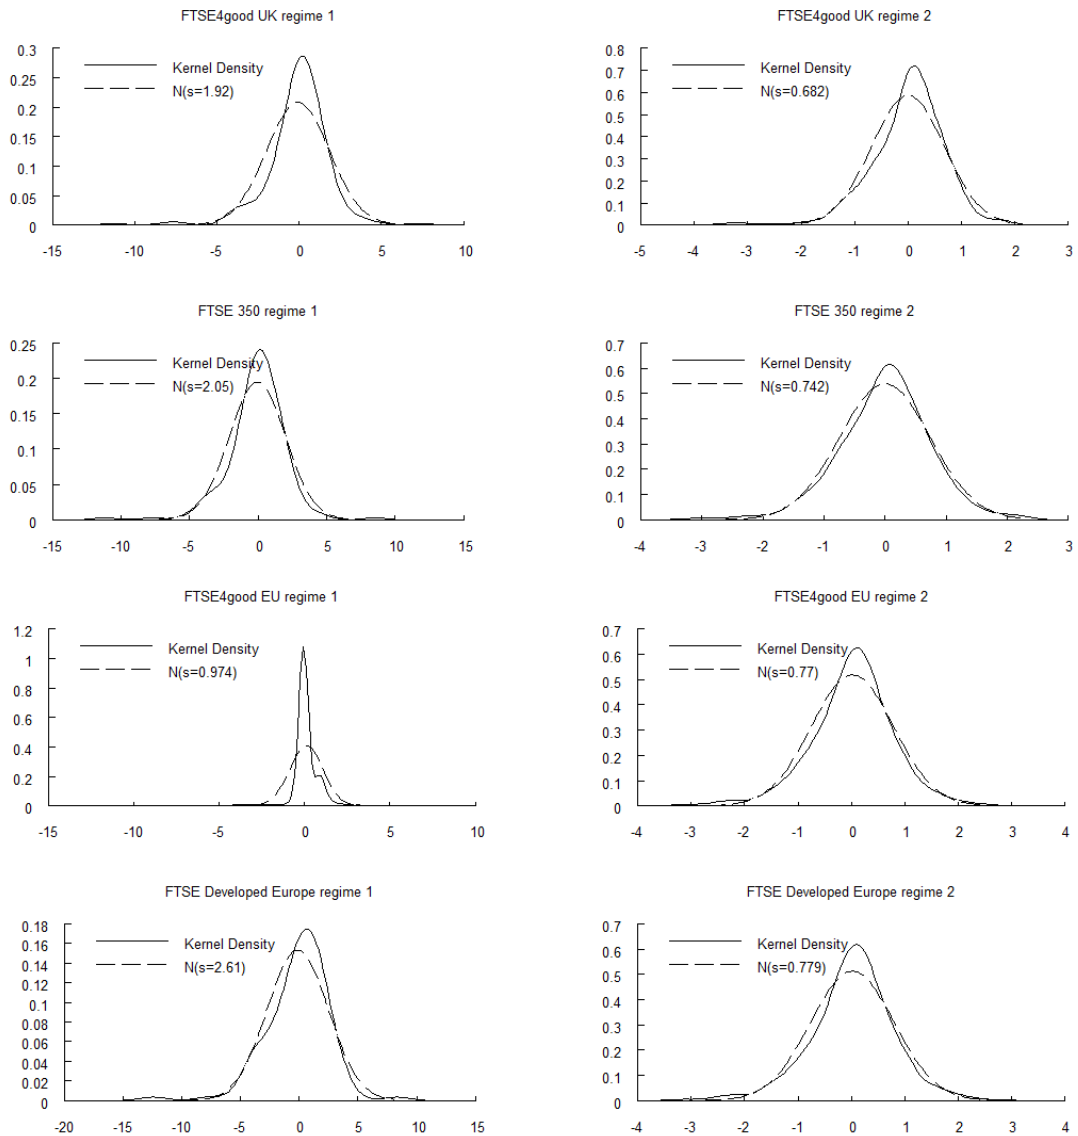 FTSE4good UK regime 1
0.3
0.25
0.2
0.15
0.1
0.05
0
Kernel Density
N(s=1.92)
-15 -10 -5 0 5 10
FTSE4good UK regime 2
0.8
0.7
0.6
0.5
0.4
0.3
0.2
0.1
Kernel Density
N(s=0.682)
-5 -4 -3 -2 -1 0 1 2 3
FTSE 350 regime 1
0.25
0.2
0.15
0.1
0.05
0
Kernel Density
N(s=2.05)
-15 -10 -5 0 5 10 15
FTSE 350 regime 2
0.7
0.6
0.5
0.4
0.3
0.2
0.1
0
Kernel Density
N(s=0.742)
-4 -3 -2 -1 0 1 2 3
FTSE4good EU regime 1
1.2
1
0.8
0.6
0.4
0.2
0
Kernel Density
N(s=0.974)
-15 -10 -5 0 5 10
FTSE4good EU regime 2
0.7
0.6
0.5
0.4
0.3
0.2
0.1
0
Kernel Density
N(s=0.77)
-4 -3 -2 -1 0 1 2 3 4
FTSE Developed Europe regime 1
0.18
0.16
0.14
0.12
0.1
0.08
0.06
0.04
0.02
0
Kernel Density
N(s=2.61)
-20 -15 -10 -5 0 5 10 15
FTSE Developed Europe regime 2
0.7
0.6
0.5
0.4
0.3
0.2
0.1
0
Kernel Density
N(s=0.779)
-4 -3 -2 -1 0 1 2 3 4